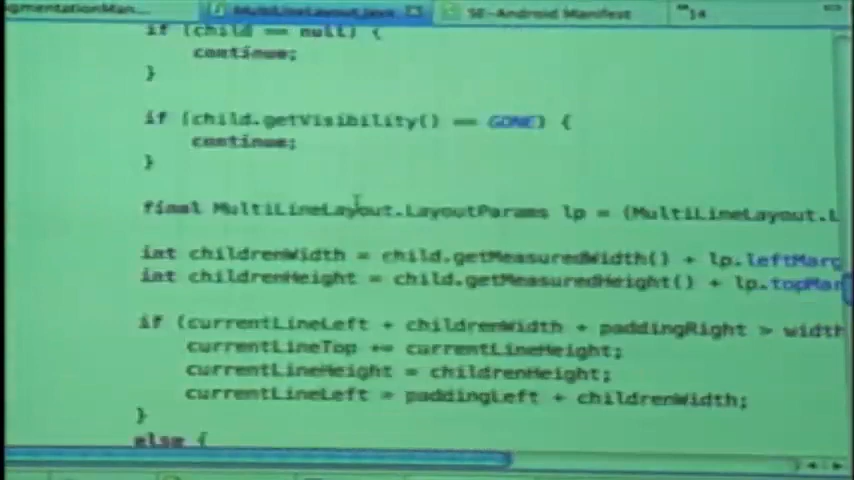 MultiLineLayout.java
SE-Android Manifest
if (child == null) {
continue;
}
if (child.getVisibility() == GONE) {
continue;
}
final MultiLineLayout.LayoutParams lp = (MultiLineLayout.L
int childrenWidth = child.getMeasuredWidth() + lp.leftMarg
int childrenHeight = child.getMeasuredHeight() + lp.topMar
if (currentLineLeft + childrenWidth + paddingRight > width
currentLineTop += currentLineHeight;
currentLineHeight = childrenHeight;
currentLineLeft = paddingLeft + childrenWidth;
}
else {